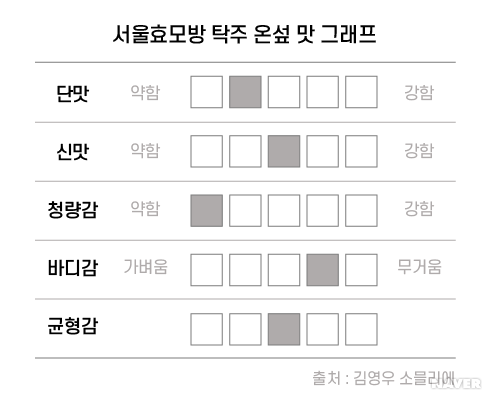 서울효모방 탁주 온섶 맛 그래프
단맛 약함 강함
신맛 약함 강함
청량감 약함 강함
바디감 가벼움 무거움
균형감
출처 : 김영우 소믈리에
NAVER